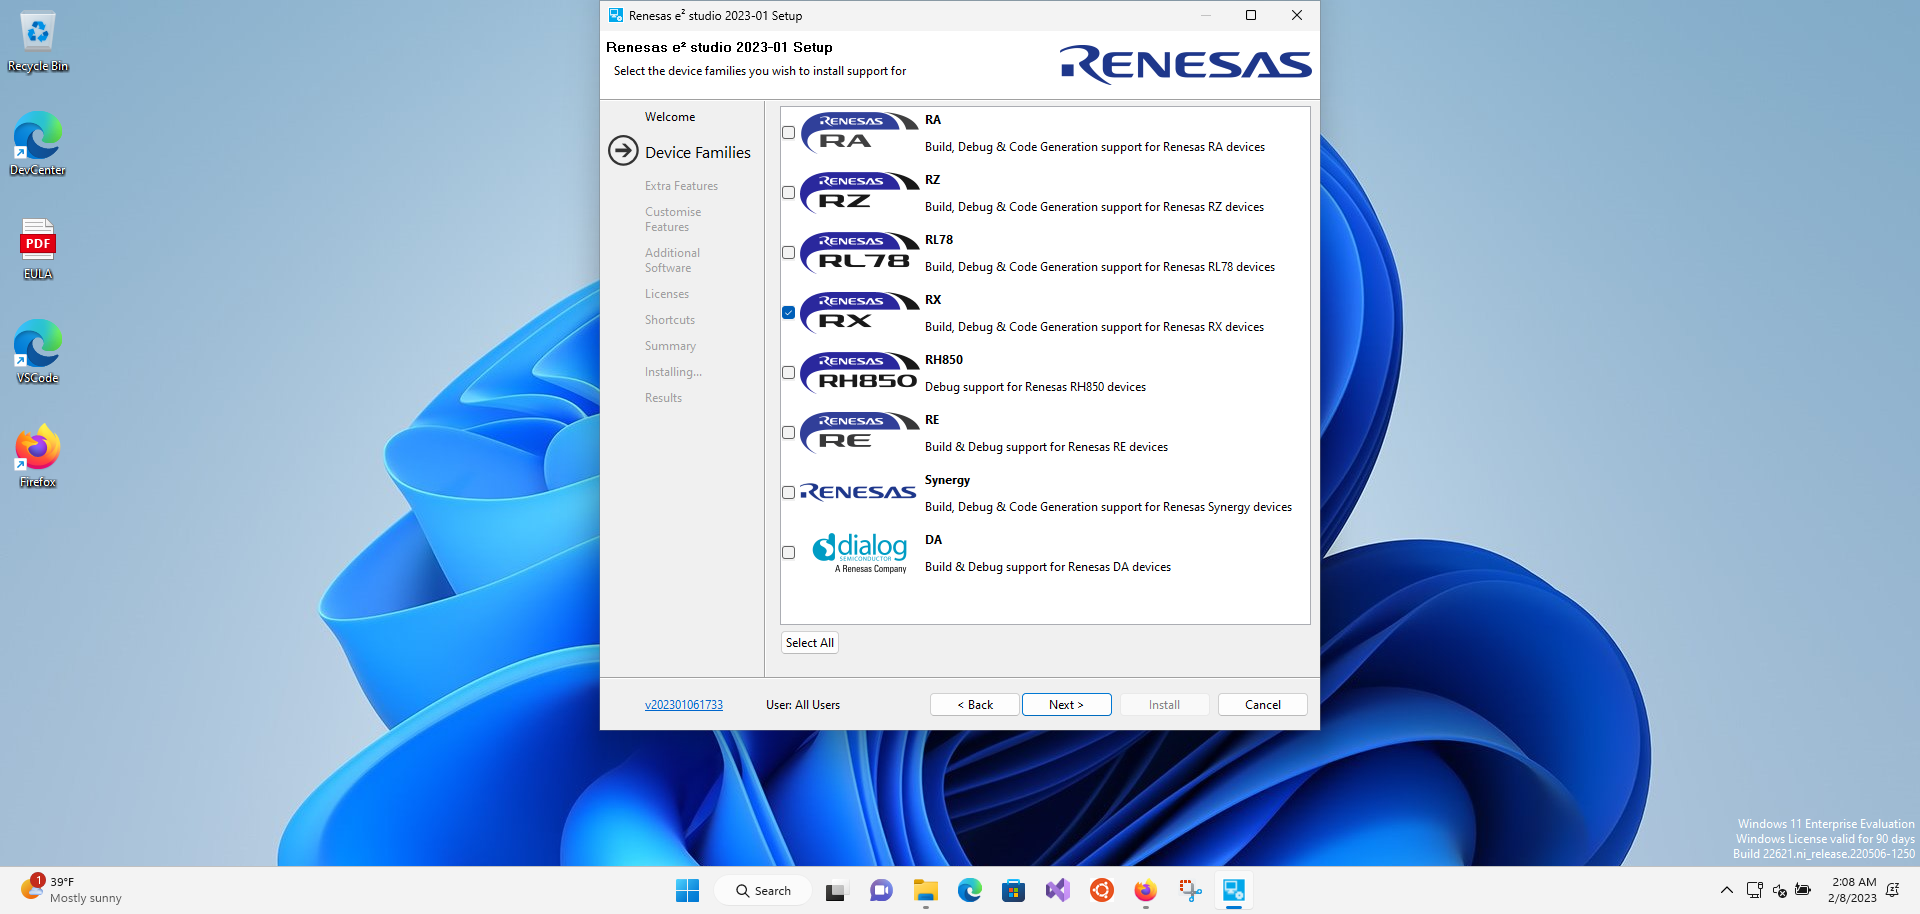 Recycle Bin
DevCenter
PDF
EULA
VSCode
Firefox
Renesas e² studio 2023-01 Setup
Renesas e² studio 2023-01 Setup
Select the device families you wish to install support for
RENESAS
Welcome
Device Families
Extra Features
Customise
Features
Additional
Software
Licenses
Shortcuts
Summary
Installing...
Results
RENESAS
RA
RA
Build, Debug & Code Generation support for Renesas RA devices
RENESAS
RZ
RZ
Build, Debug & Code Generation support for Renesas RZ devices
RENESAS
RL78
RL78
Build, Debug & Code Generation support for Renesas RL78 devices
RENESAS
RX
RX
Build, Debug & Code Generation support for Renesas RX devices
RENESAS
RH850
RH850
Debug support for Renesas RH850 devices
RENESAS
RE
RE
Build & Debug support for Renesas RE devices
RENESAS
Synergy
Build, Debug & Code Generation support for Renesas Synergy devices
dialog
SEMICONDUCTOR
A Renesas Company
DA
Build & Debug support for Renesas DA devices
Select All
v202301061733
User: All Users
< Back
Next >
Install
Cancel
Windows 11 Enterprise Evaluation
Windows License valid for 90 days
Build 22621.ni_release.220506-1250
1
39°F
Mostly sunny
Search
2:08 AM
2/8/2023